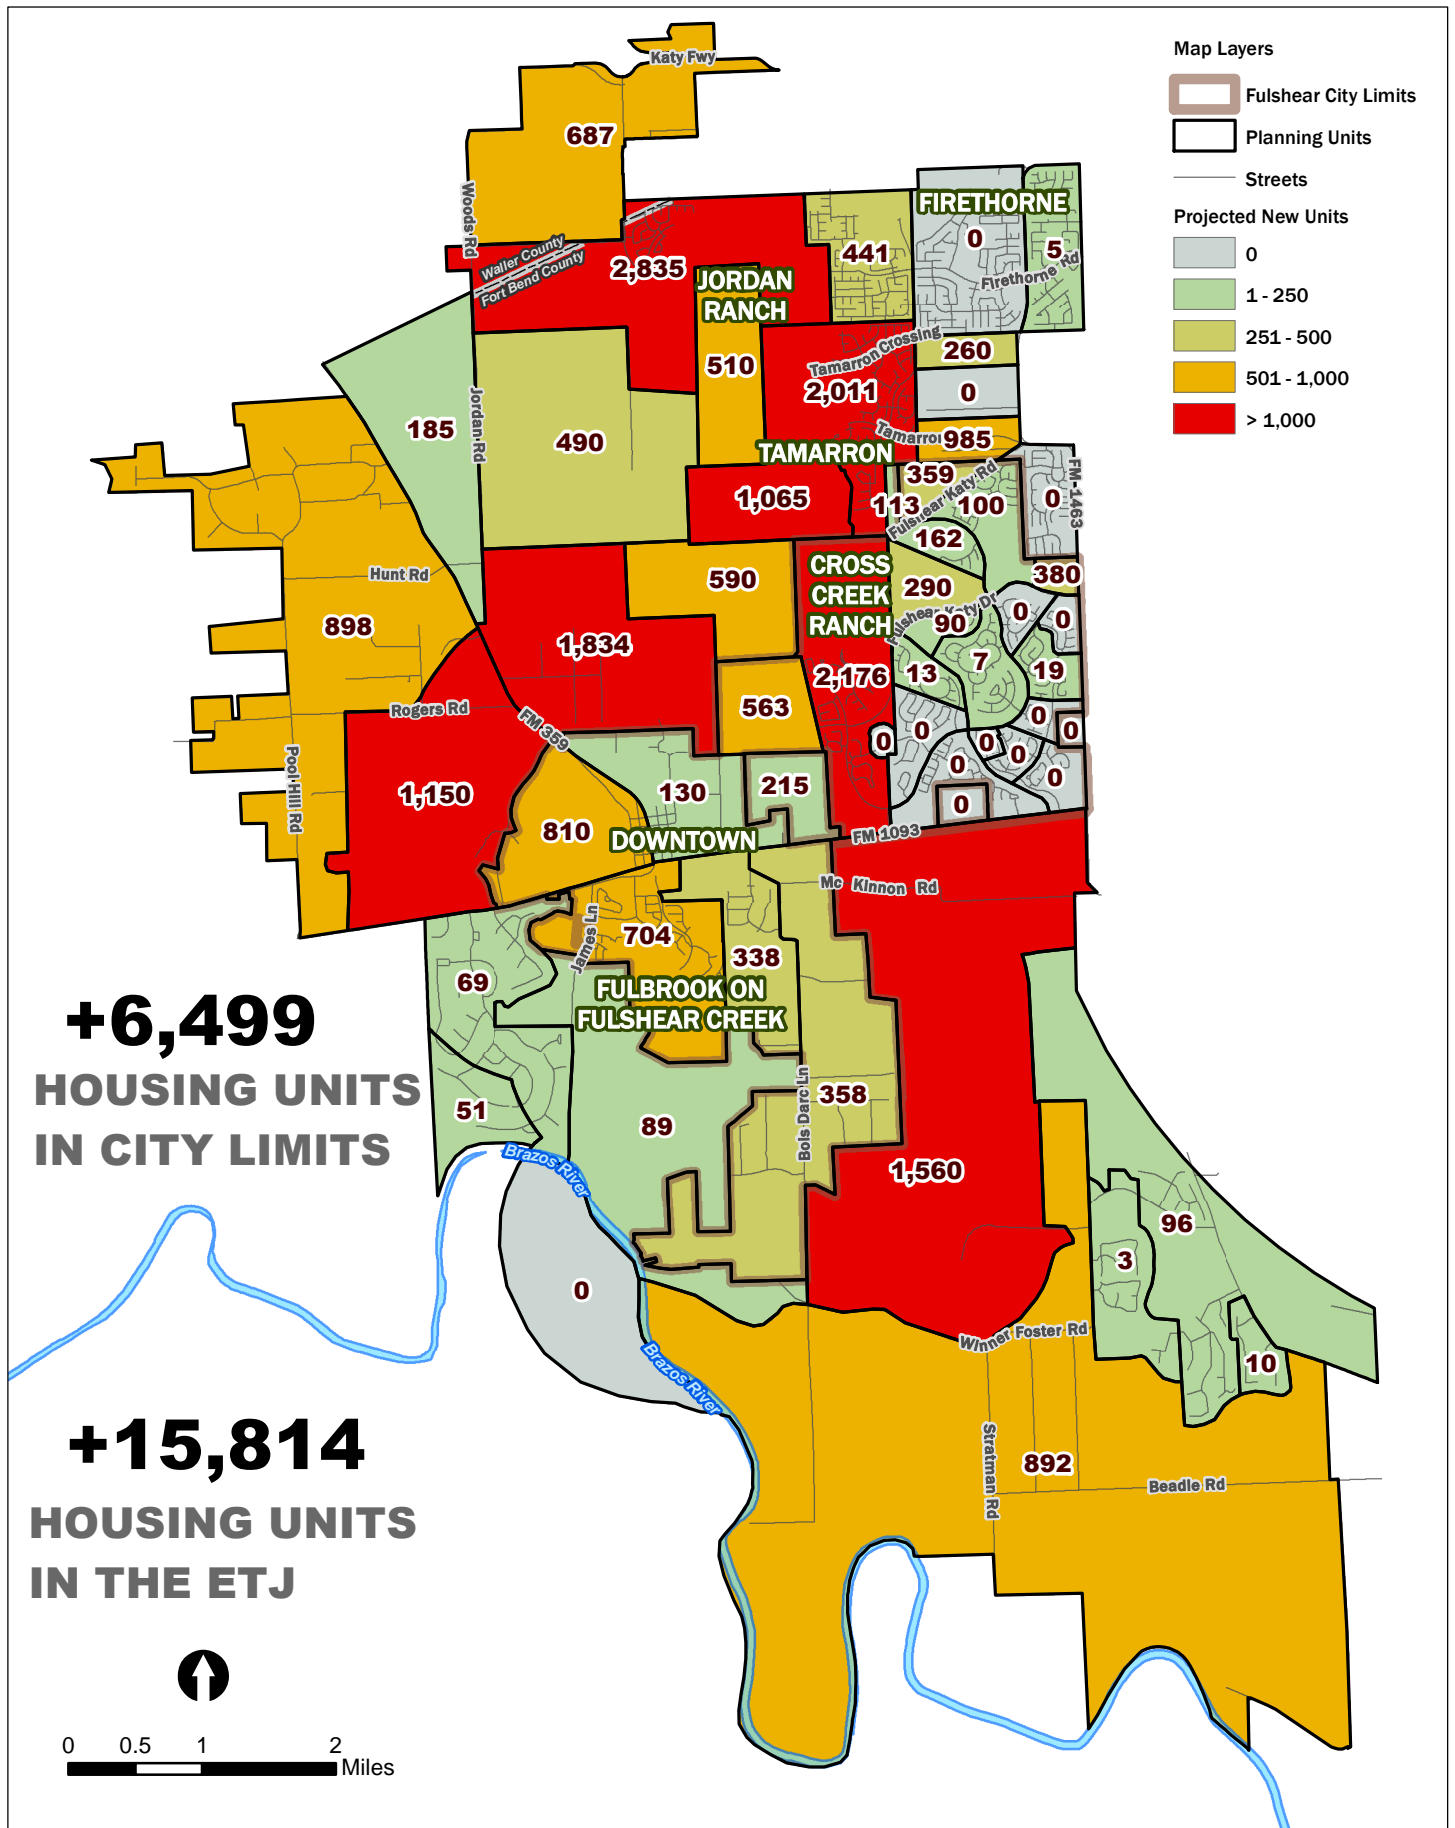 Map Layers
Fulshear City Limits
Planning Units
Streets
Projected New Units
0
1 - 250
251 - 500
501 - 1,000
> 1,000
Katy Fwy
687
Woods Rd
Waller County
Fort Bend County
2,835
JORDAN
RANCH
441
FIRETHORNE
0
5
Firethorne Rd
510
Tamarron Crossing
2,011
260
0
Tamarro
985
TAMARRON
185
Jordan Rd
490
1,065
359
113
Fulshear Katy Rd
100
0
FM-1463
162
CROSS
CREEK
RANCH
290
380
Fulshear Katy Dr
90
0
0
590
Hunt Rd
898
1,834
2,176
13
7
19
563
Rogers Rd
FM 359
0
0
0
0
0
0
0
0
0
Pool Hill Rd
1,150
810
130
215
DOWNTOWN
FM 1093
Mc Kinnon Rd
James Ln
704
338
69
FULBROOK ON
FULSHEAR CREEK
+6,499
HOUSING UNITS
IN CITY LIMITS
51
89
Bois Darc Ln
358
1,560
Brazos River
0
96
3
10
Winner Foster Rd
Brazos River
+15,814
HOUSING UNITS
IN THE ETJ
Stratman Rd
892
Beadle Rd
0 0.5 1 2
Miles